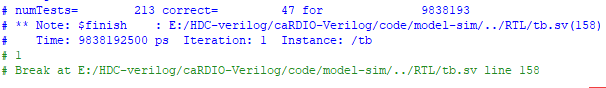 # numTests=        213 correct=         47 for              9838193
# ** Note: $finish    : E:/HDC-verilog/caRDIO-Verilog/code/model-sim/../RTL/tb.sv(158)
#    Time: 9838192500 ps  Iteration: 1  Instance: /tb
# 1
# Break at E:/HDC-verilog/caRDIO-Verilog/code/model-sim/../RTL/tb.sv line 158